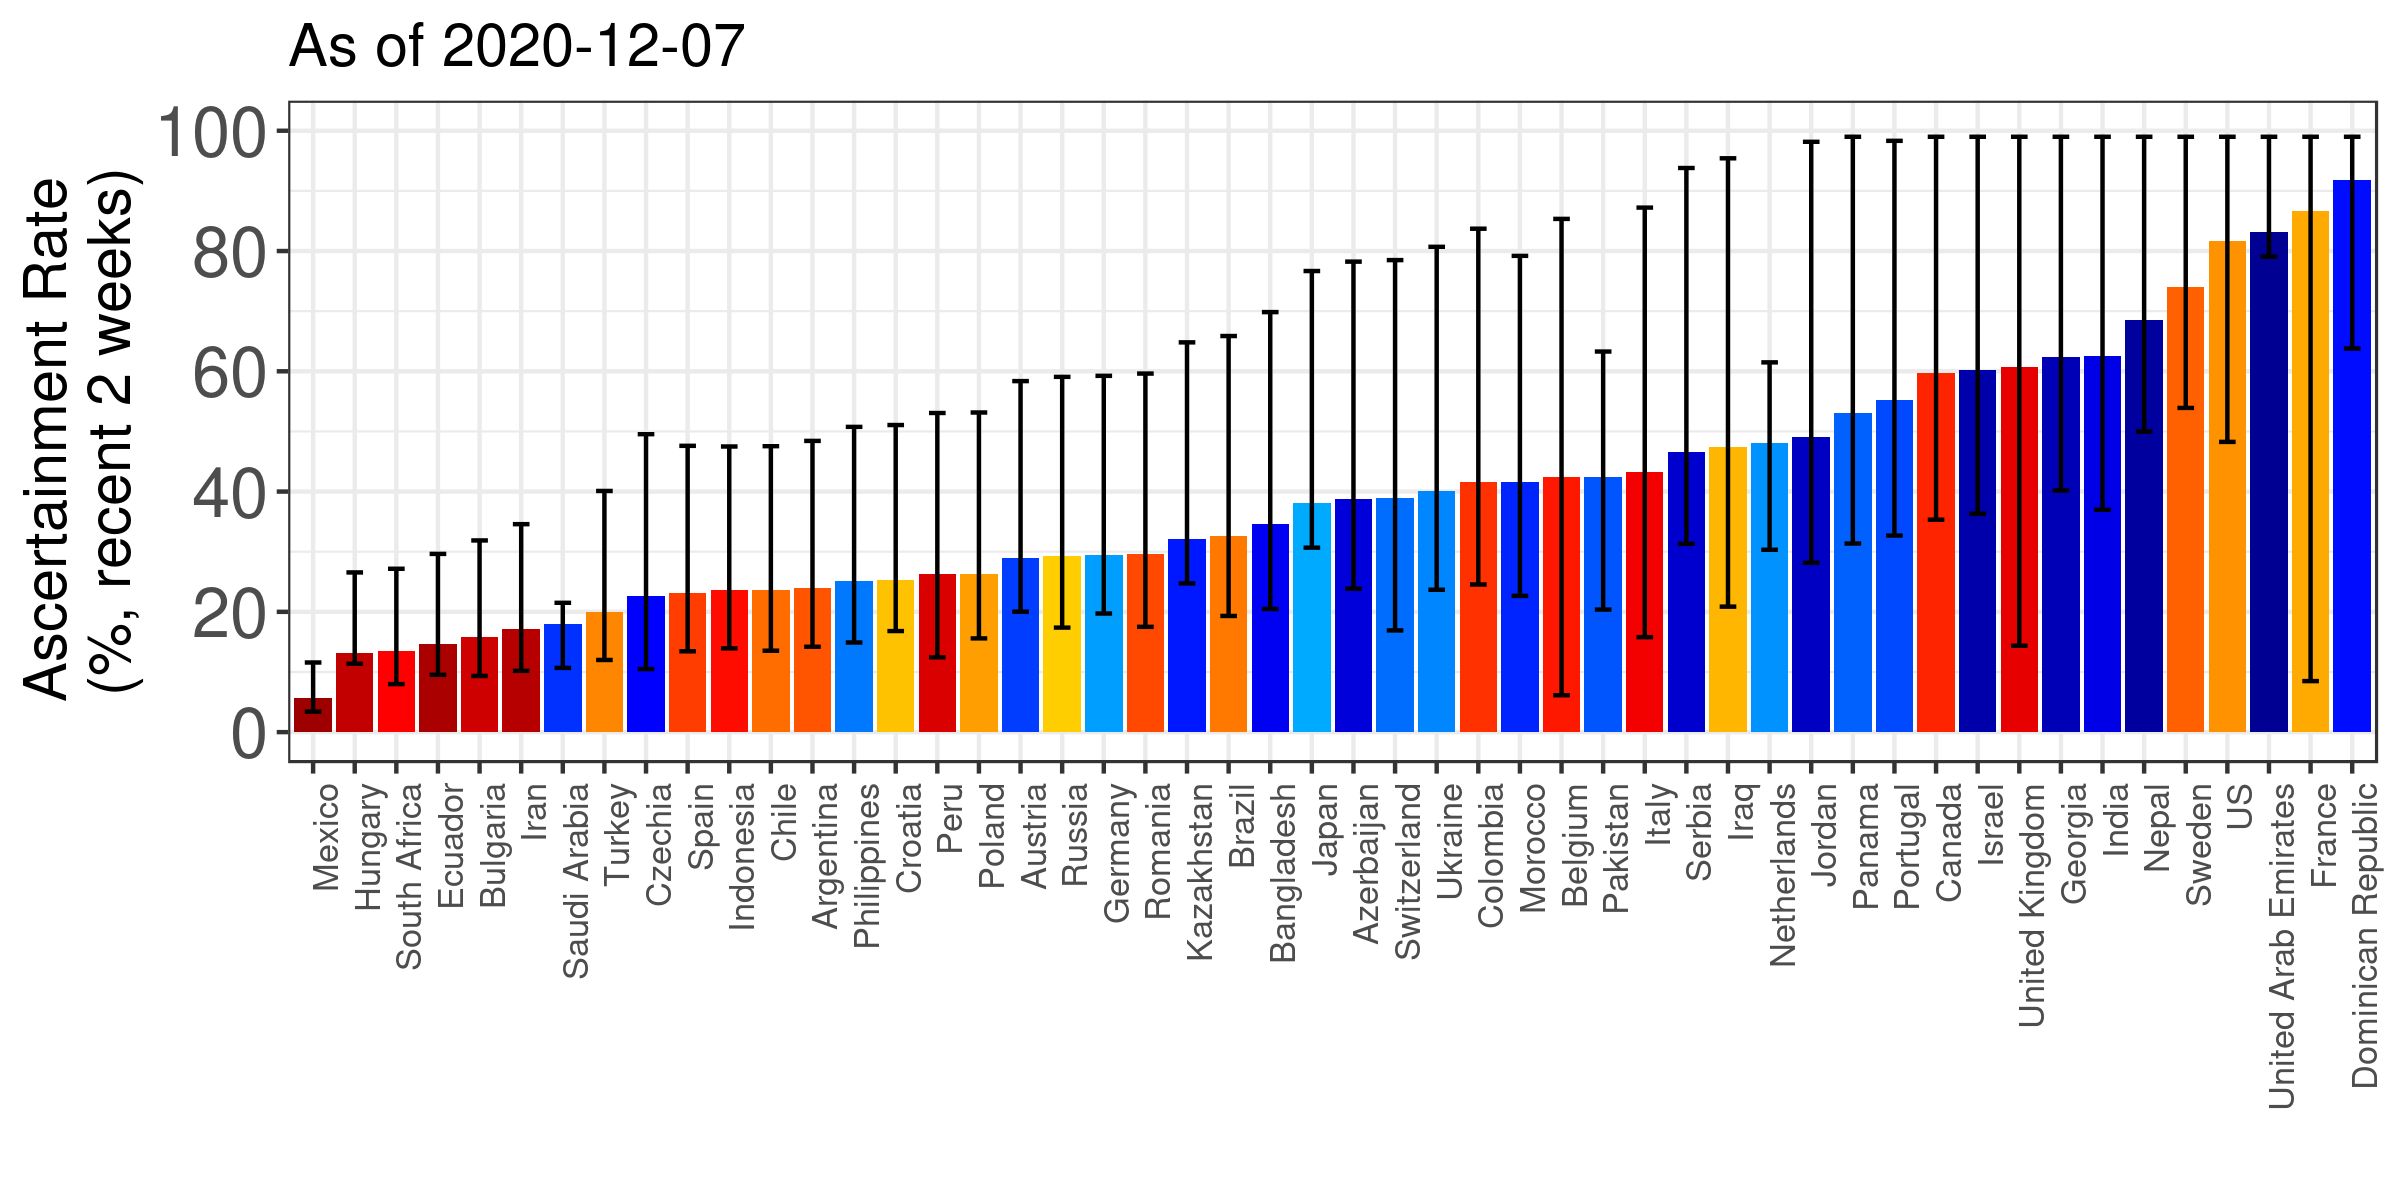 As of 2020-12-07
Ascertainment Rate
(%, recent 2 weeks)
100
80
60
40
20
0
Mexico
Hungary
South Africa
Ecuador
Bulgaria
Iran
Saudi Arabia
Turkey
Czechia
Spain
Indonesia
Chile
Argentina
Philippines
Croatia
Peru
Poland
Austria
Russia
Germany
Romania
Kazakhstan
Brazil
Bangladesh
Japan
Azerbaijan
Switzerland
Ukraine
Colombia
Morocco
Belgium
Pakistan
Italy
Serbia
Iraq
Netherlands
Jordan
Panama
Portugal
Canada
Israel
United Kingdom
Georgia
India
Nepal
Sweden
US
United Arab Emirates
France
Dominican Republic